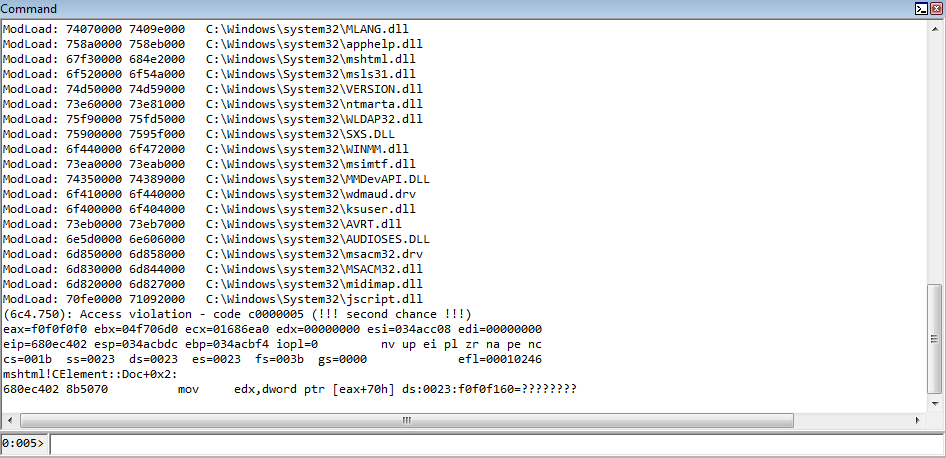 Command
ModLoad: 74070000 7409e000   C:\Windows\system32\MLANG.dll
ModLoad: 758a0000 758eb000   C:\Windows\system32\apphelp.dll
ModLoad: 67f30000 684e2000   C:\Windows\system32\mshtml.dll
ModLoad: 6f520000 6f54a000   C:\Windows\system32\msls31.dll
ModLoad: 74d50000 74d59000   C:\Windows\system32\VERSION.dll
ModLoad: 73e60000 73e81000   C:\Windows\system32\ntmarta.dll
ModLoad: 75f90000 75fd5000   C:\Windows\system32\WLDAP32.dll
ModLoad: 75900000 7595f000   C:\Windows\system32\SXS.DLL
ModLoad: 6f440000 6f472000   C:\Windows\system32\WINMM.dll
ModLoad: 73ea0000 73eab000   C:\Windows\system32\msimtf.dll
ModLoad: 74350000 74389000   C:\Windows\system32\MMDevAPI.DLL
ModLoad: 6f410000 6f440000   C:\Windows\system32\wdmaud.drv
ModLoad: 6f400000 6f404000   C:\Windows\system32\ksuser.dll
ModLoad: 73eb0000 73eb7000   C:\Windows\system32\AVRT.dll
ModLoad: 6e5d0000 6e606000   C:\Windows\system32\AUDIOSES.DLL
ModLoad: 6d850000 6d858000   C:\Windows\system32\msacm32.drv
ModLoad: 6d830000 6d844000   C:\Windows\system32\MSACM32.dll
ModLoad: 6d820000 6d827000   C:\Windows\system32\midimap.dll
ModLoad: 70fe0000 71092000   C:\Windows\system32\jscript.dll
(6c4.750): Access violation - code c0000005 (!!! second chance !!!)
eax=f0f0f0f0 ebx=04f706d0 ecx=01686ea0 edx=00000000 esi=034acc08 edi=00000000
eip=680ec402 esp=034acbdc ebp=034acbf4 iopl=0         nv up ei pl zr na pe nc
cs=001b  ss=0023  ds=0023  es=0023  fs=003b  gs=0000             efl=00010246
mshtml!CElement::Doc+0x2:
680ec402 8b5070          mov     edx,dword ptr [eax+70h] ds:0023:f0f0f160=????????
0:005>